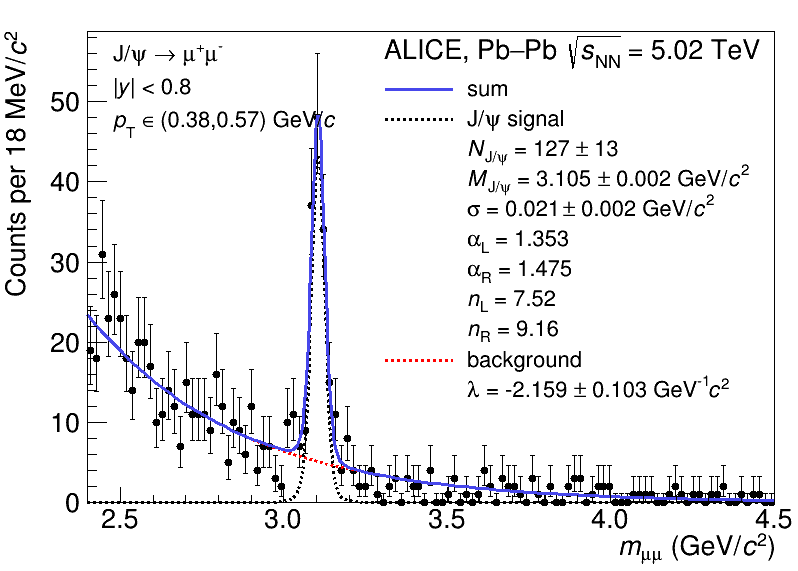 J/ψ → μ⁺μ⁻
|y| < 0.8
p_T ∈ (0.38,0.57) GeV/c
ALICE, Pb–Pb √s_NN = 5.02 TeV
sum
J/ψ signal
N_J/ψ = 127 ± 13
M_J/ψ = 3.105 ± 0.002 GeV/c²
σ = 0.021 ± 0.002 GeV/c²
α_L = 1.353
α_R = 1.475
n_L = 7.52
n_R = 9.16
background
λ = -2.159 ± 0.103 GeV⁻¹c²
Counts per 18 MeV/c²
50
40
30
20
10
0
2.5 3.0 3.5 4.0 4.5
m_μμ (GeV/c²)